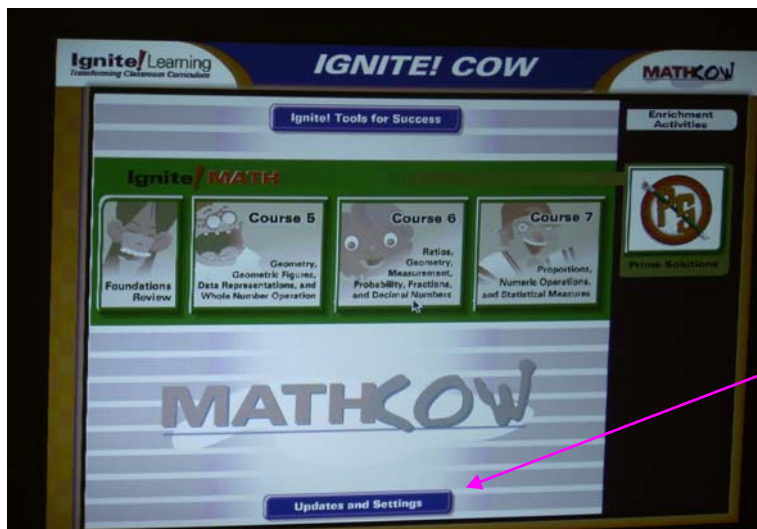 Ignite! Learning
Transforming Classroom Curriculum
IGNITE! COW
MATHCOW
Ignite! Tools for Success
Enrichment
Activities
Ignite! MATH
Foundations
Review
Course 5
Geometry,
Geometric Figures,
Data Representations, and
Whole Number Operation
Course 6
Ratios,
Geometry,
Measurement,
Probability, Fractions,
and Decimal Numbers
Course 7
Proportions,
Numeric Operations,
and Statistical Measures
PS
Prime Solutions
MATHCOW
Updates and Settings